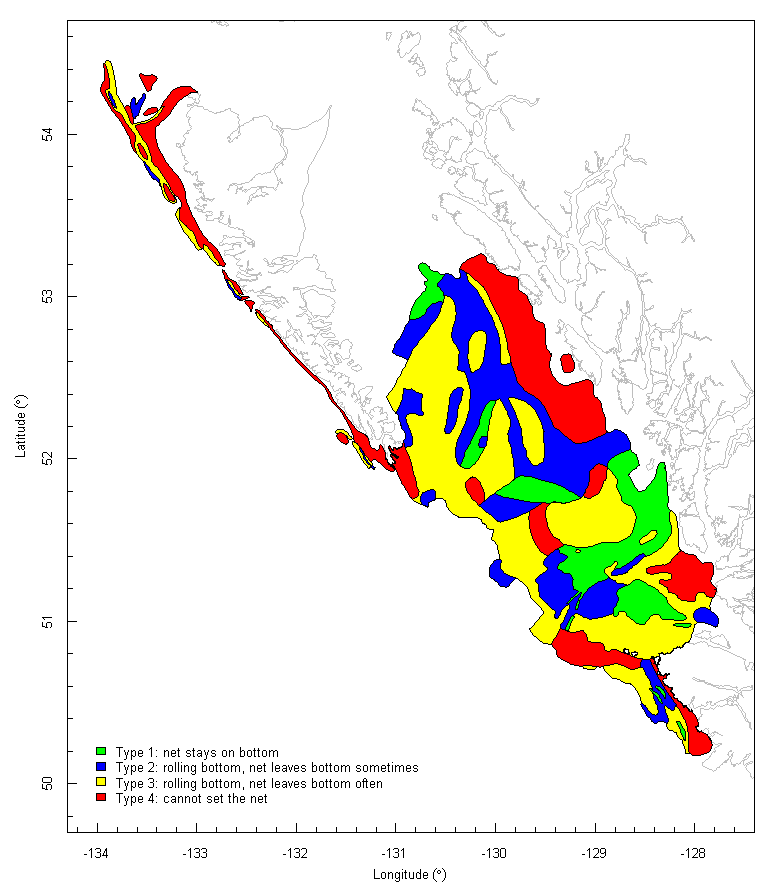 54
53
52
51
50
Latitude (°)
Type 1: net stays on bottom
Type 2: rolling bottom, net leaves bottom sometimes
Type 3: rolling bottom, net leaves bottom often
Type 4: cannot set the net
-134 -133 -132 -131 -130 -129 -128
Longitude (°)